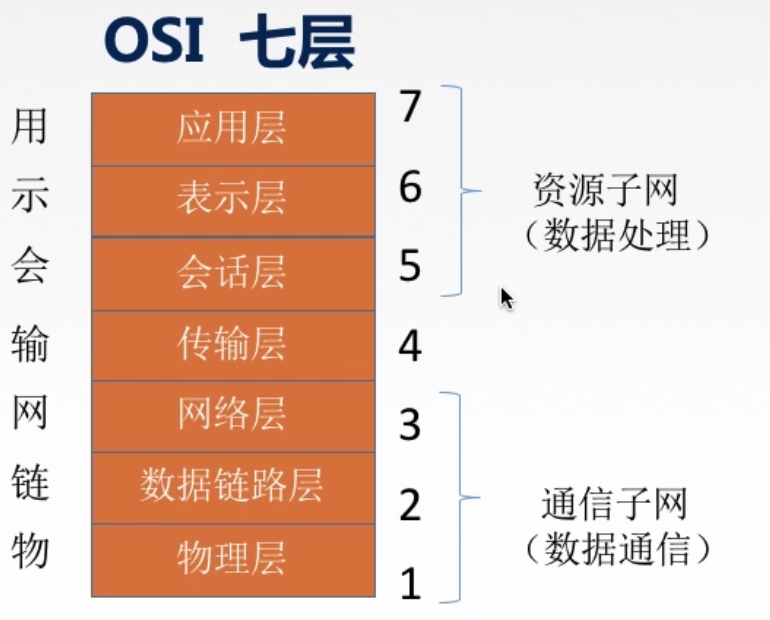 OSI 七层
用 应用层 7
示 表示层 6
会 会话层 5
输 传输层 4
网 网络层 3
链 数据链路层 2
物 物理层 1
资源子网
（数据处理）
通信子网
（数据通信）